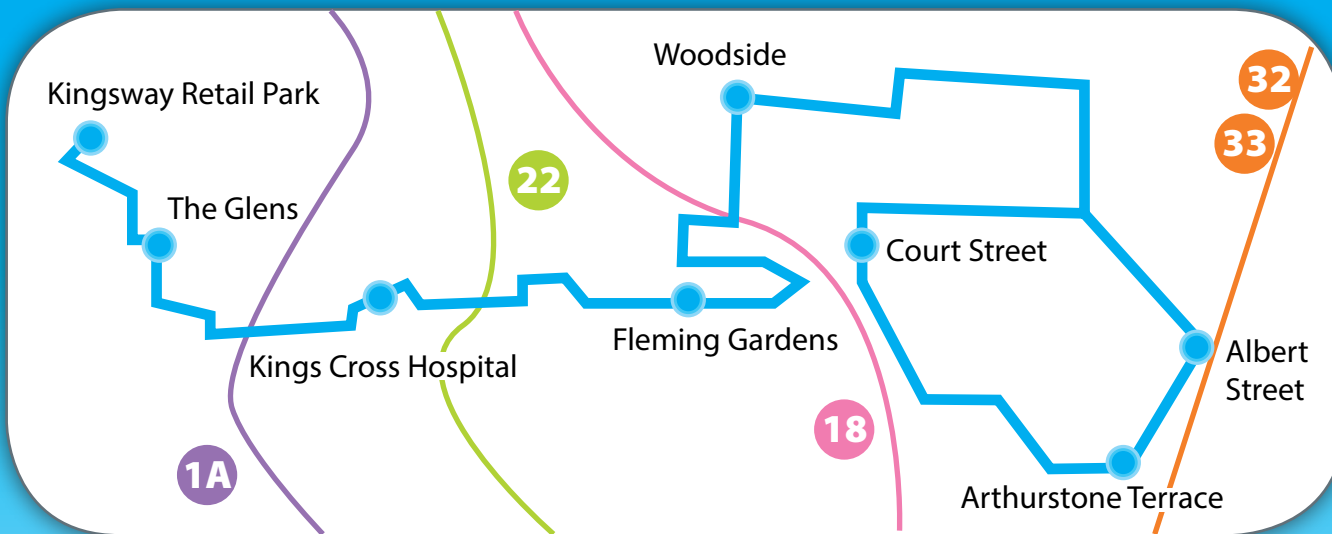 Woodside
32
Kingsway Retail Park
33
22
The Glens
Court Street
Fleming Gardens
Albert
Street
Kings Cross Hospital
18
1A
Arthurstone Terrace